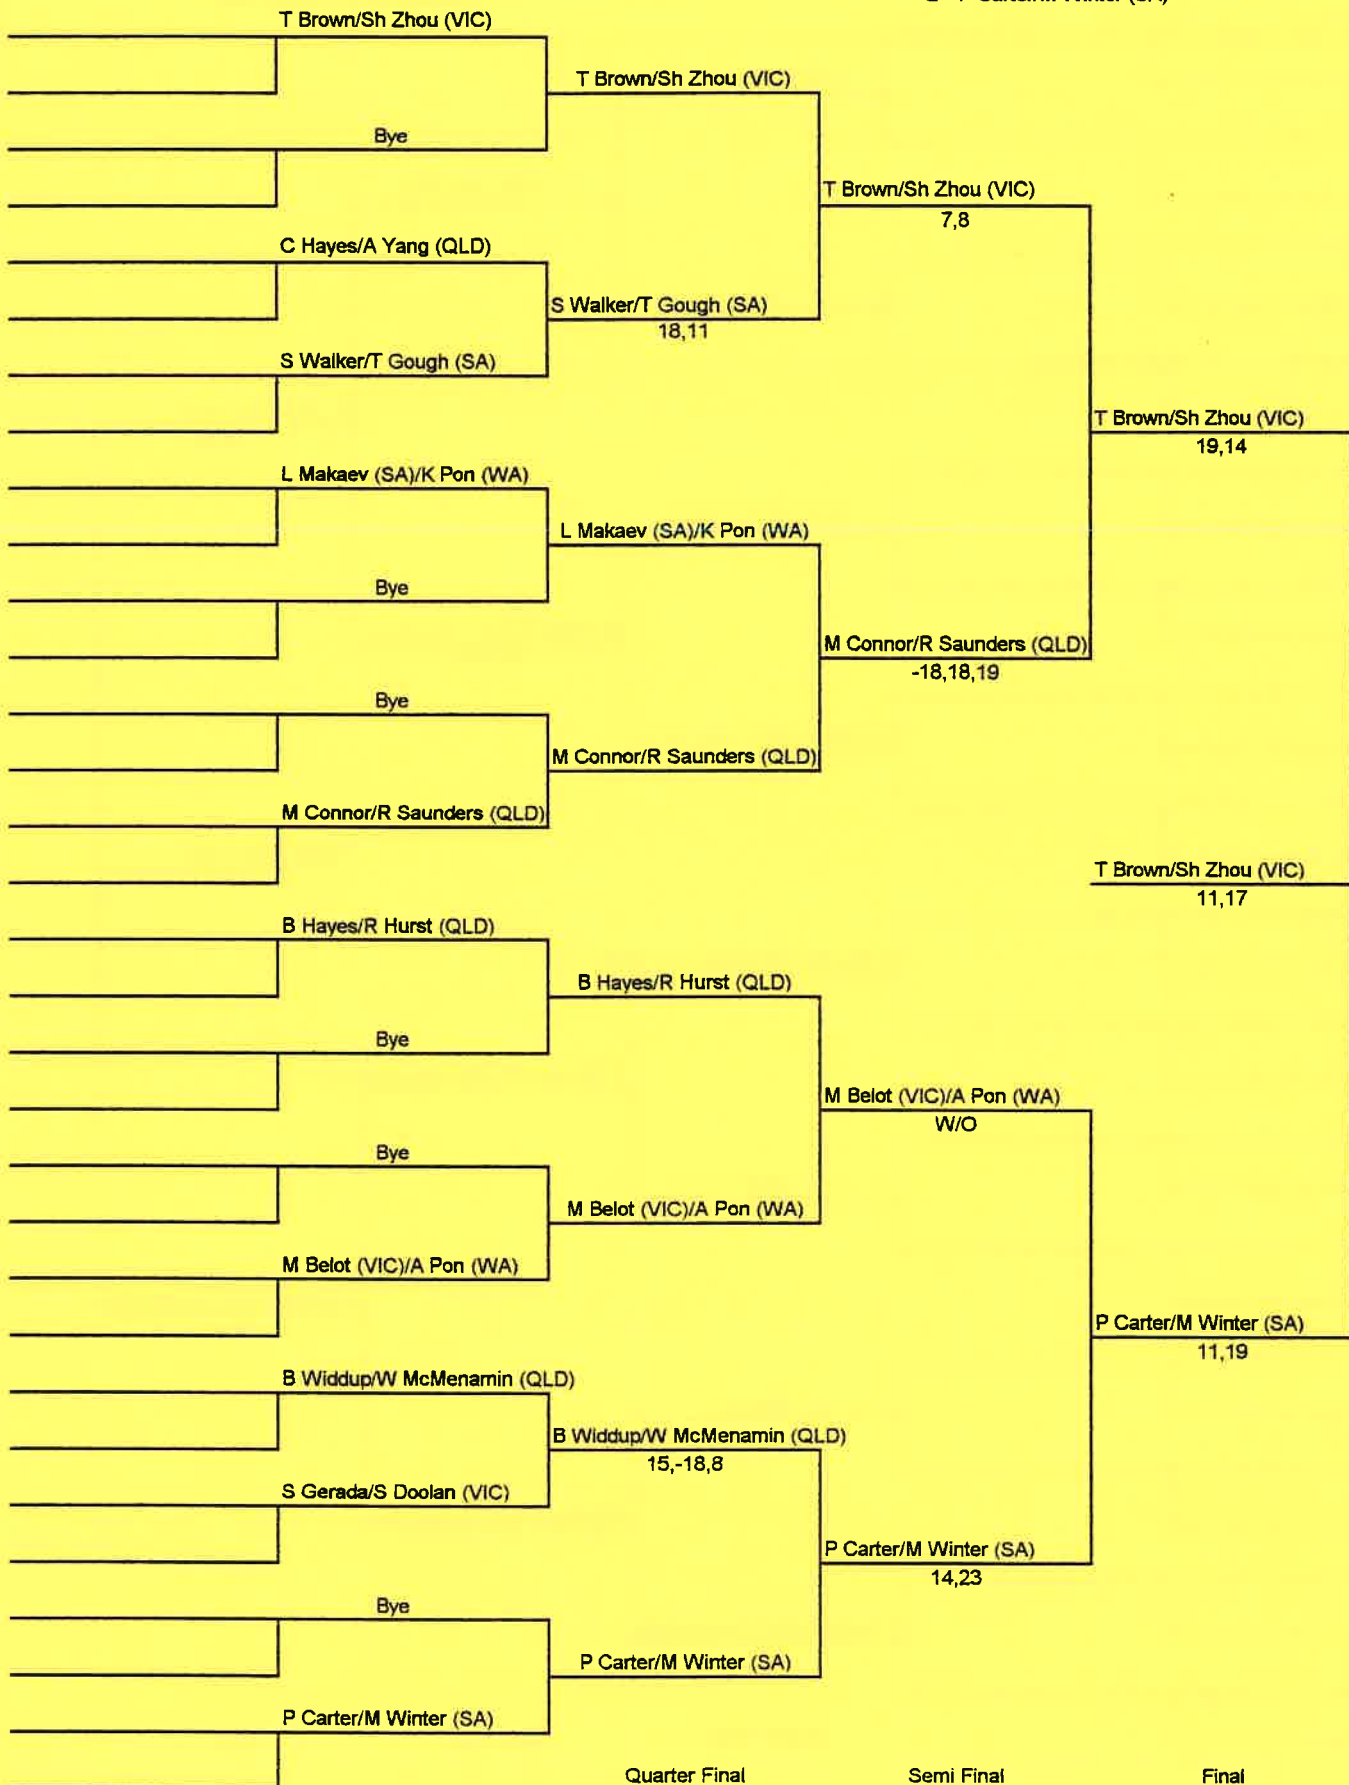 T Brown/Sh Zhou (VIC)
T Brown/Sh Zhou (VIC)
Bye
T Brown/Sh Zhou (VIC)
7,8
C Hayes/A Yang (QLD)
S Walker/T Gough (SA)
18,11
S Walker/T Gough (SA)
T Brown/Sh Zhou (VIC)
19,14
L Makaev (SA)/K Pon (WA)
L Makaev (SA)/K Pon (WA)
Bye
M Connor/R Saunders (QLD)
-18,18,19
Bye
M Connor/R Saunders (QLD)
M Connor/R Saunders (QLD)
T Brown/Sh Zhou (VIC)
11,17
B Hayes/R Hurst (QLD)
B Hayes/R Hurst (QLD)
Bye
M Belot (VIC)/A Pon (WA)
W/O
Bye
M Belot (VIC)/A Pon (WA)
M Belot (VIC)/A Pon (WA)
P Carter/M Winter (SA)
11,19
B Widdup/W McMenamin (QLD)
B Widdup/W McMenamin (QLD)
15,-18,8
S Gerada/S Doolan (VIC)
P Carter/M Winter (SA)
14,23
Bye
P Carter/M Winter (SA)
P Carter/M Winter (SA)
Quarter Final Semi Final Final